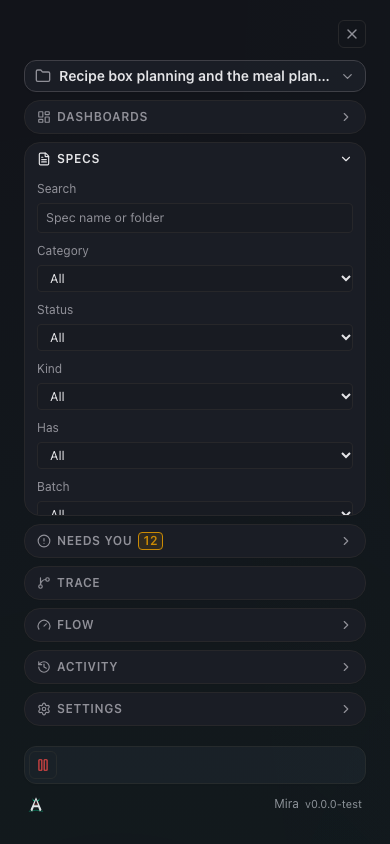 Recipe box planning and the meal plan...
DASHBOARDS
SPECS
Search
Spec name or folder
Category
All
Status
All
Kind
All
Has
All
Batch
All
NEEDS YOU 12
TRACE
FLOW
ACTIVITY
SETTINGS
Mira v0.0.0-test